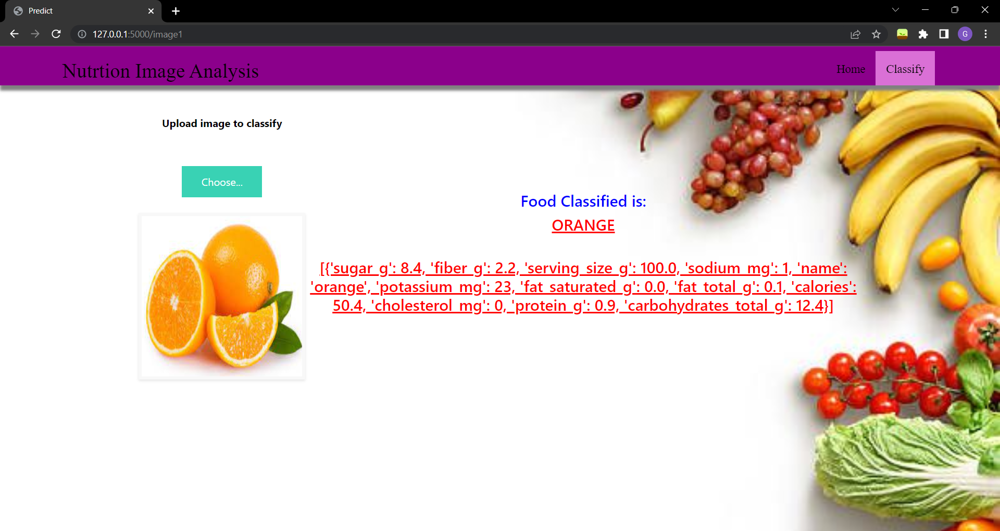 Predict
127.0.0.1:5000/image1
G
Nutrtion Image Analysis
Home
Classify
Upload image to classify
Choose...
Food Classified is:
ORANGE
[{'sugar_g': 8.4, 'fiber_g': 2.2, 'serving_size_g': 100.0, 'sodium_mg': 1, 'name':
'orange', 'potassium_mg': 23, 'fat_saturated_g': 0.0, 'fat_total_g': 0.1, 'calories':
50.4, 'cholesterol_mg': 0, 'protein_g': 0.9, 'carbohydrates_total_g': 12.4}]